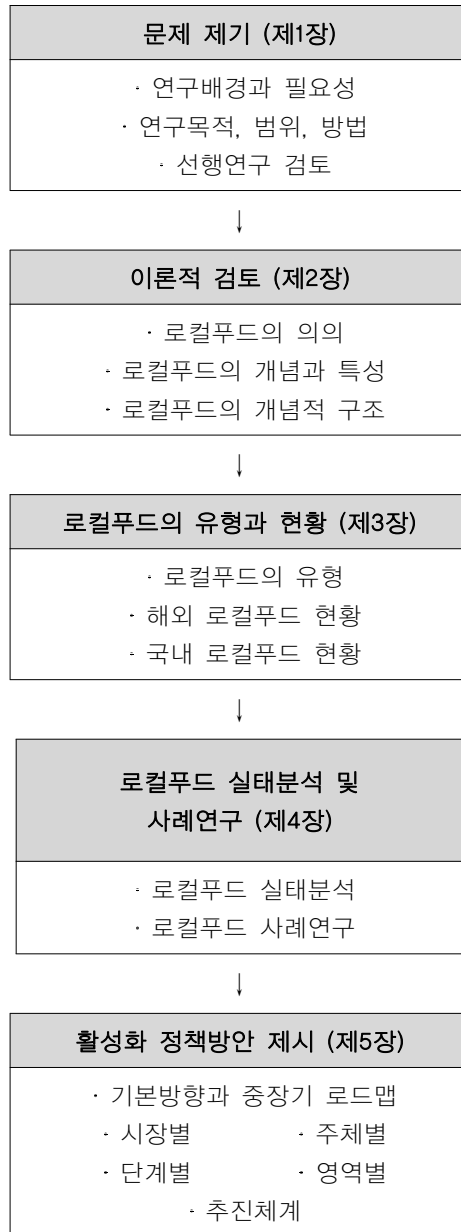 문제 제기 (제1장)
· 연구배경과 필요성
· 연구목적, 범위, 방법
· 선행연구 검토
↓
이론적 검토 (제2장)
· 로컬푸드의 의의
· 로컬푸드의 개념과 특성
· 로컬푸드의 개념적 구조
↓
로컬푸드의 유형과 현황 (제3장)
· 로컬푸드의 유형
· 해외 로컬푸드 현황
· 국내 로컬푸드 현황
↓
로컬푸드 실태분석 및
사례연구 (제4장)
· 로컬푸드 실태분석
· 로컬푸드 사례연구
↓
활성화 정책방안 제시 (제5장)
· 기본방향과 중장기 로드맵
· 시장별 · 주체별
· 단계별 · 영역별
· 추진체계